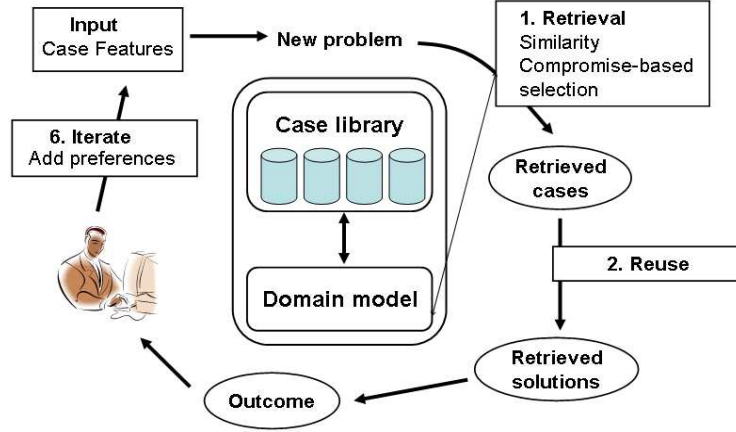 Input
Case Features
New problem
1. Retrieval
Similarity
Compromise-based
selection
Case library
6. Iterate
Add preferences
Retrieved
cases
2. Reuse
Domain model
Retrieved
solutions
Outcome